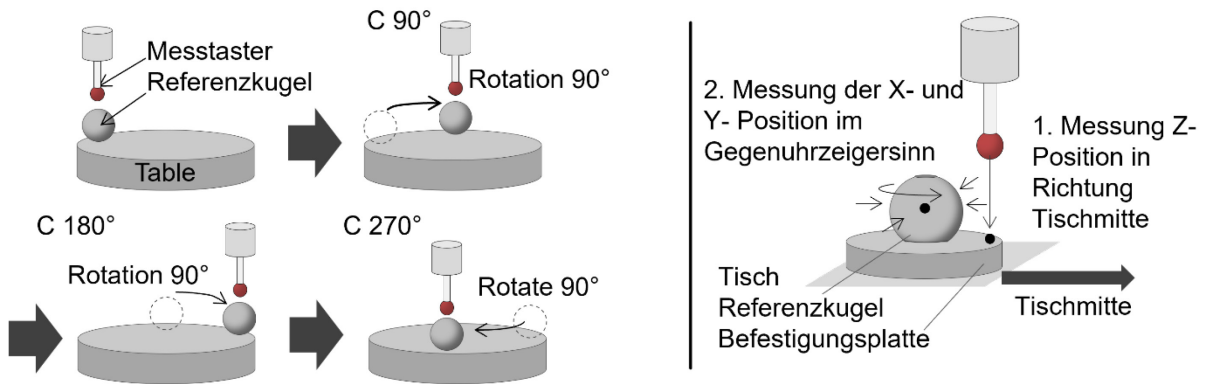 Messtaster
Referenzkugel
Table
C 90°
Rotation 90°
C 180°
Rotation 90°
C 270°
Rotate 90°
2. Messung der X- und
Y- Position im
Gegenuhrzeigersinn
1. Messung Z-
Position in
Richtung
Tischmitte
Tisch
Referenzkugel
Befestigungsplatte
Tischmitte